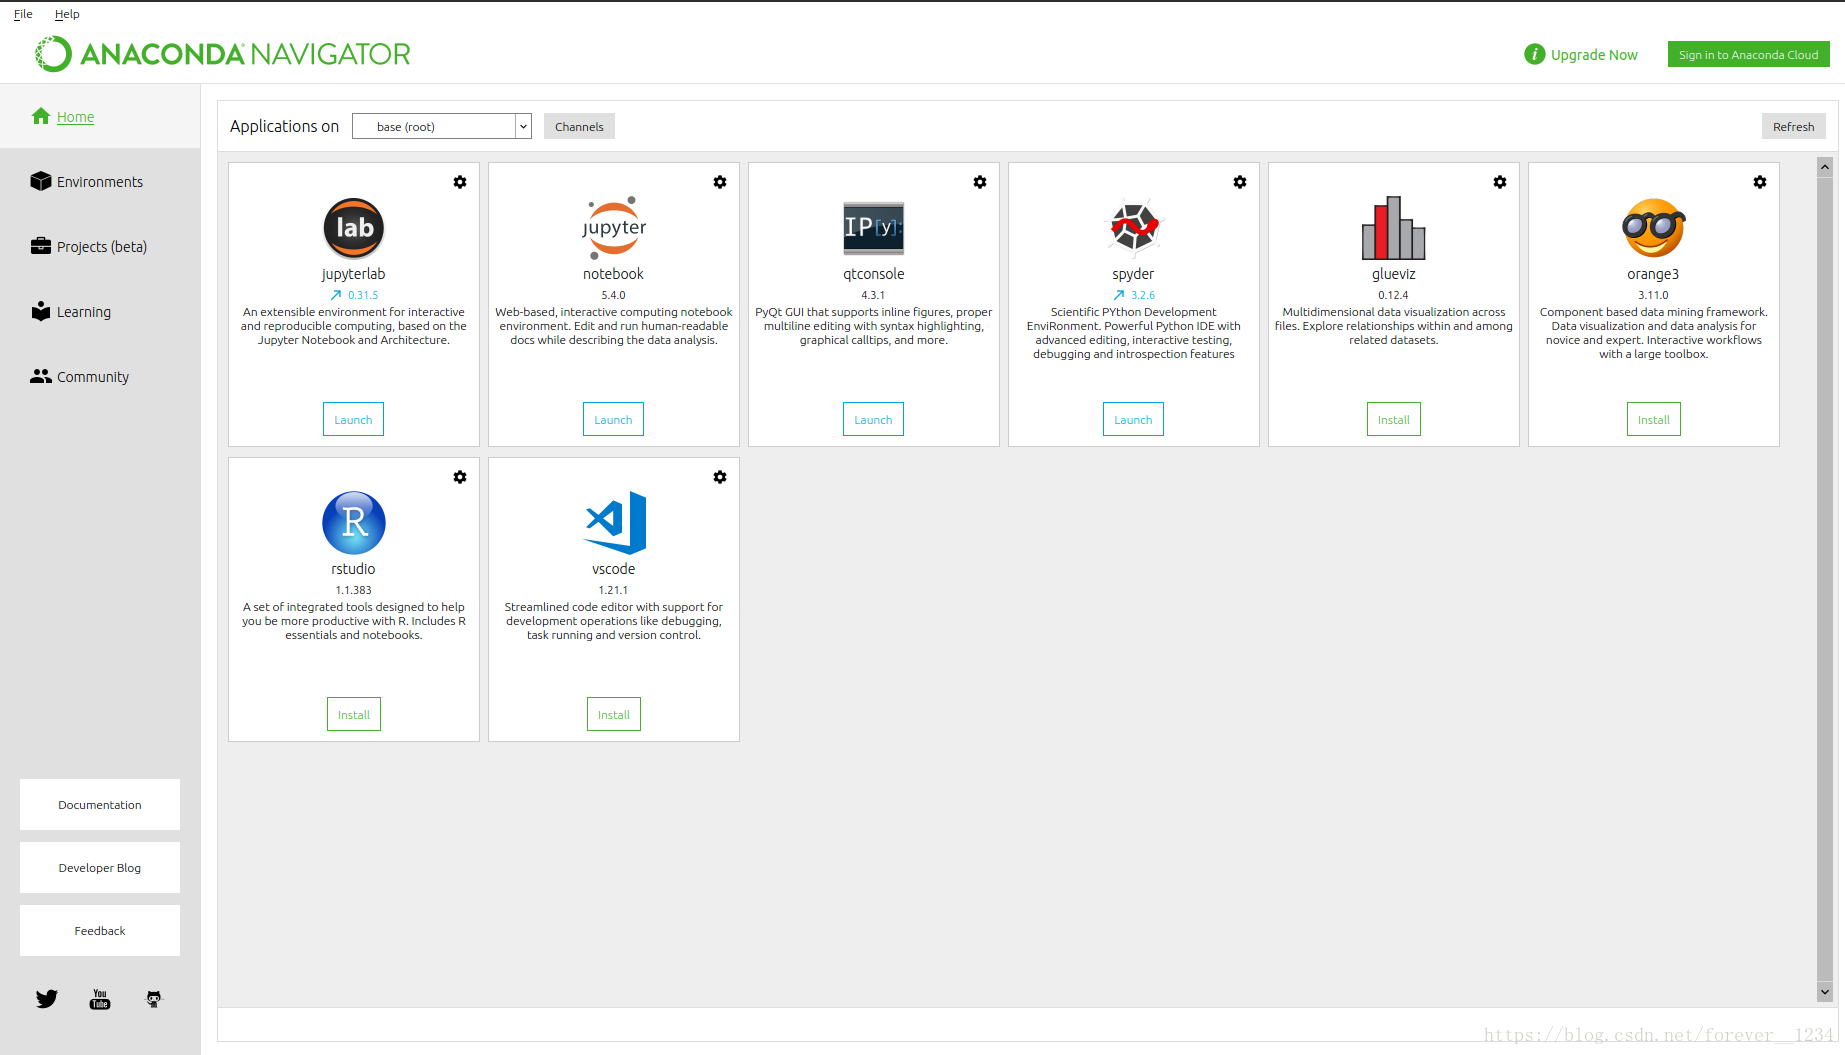 File Help
ANACONDA NAVIGATOR
Upgrade Now
Sign in to Anaconda Cloud
Home
Environments
Projects (beta)
Learning
Community
Documentation
Developer Blog
Feedback
You
Tube
Applications on base (root) Channels Refresh
lab
jupyterlab
0.31.5
An extensible environment for interactive
and reproducible computing, based on the
Jupyter Notebook and Architecture.
Launch
jupyter
notebook
5.4.0
Web-based, interactive computing notebook
environment. Edit and run human-readable
docs while describing the data analysis.
Launch
IP[y]:
qtconsole
4.3.1
PyQt GUI that supports inline figures, proper
multiline editing with syntax highlighting,
graphical calltips, and more.
Launch
spyder
3.2.6
Scientific PYthon Development
EnviRonment. Powerful Python IDE with
advanced editing, interactive testing,
debugging and introspection features
Launch
glueviz
0.12.4
Multidimensional data visualization across
files. Explore relationships within and among
related datasets.
Install
orange3
3.11.0
Component based data mining framework.
Data visualization and data analysis for
novice and expert. Interactive workflows
with a large toolbox.
Install
R
rstudio
1.1.383
A set of integrated tools designed to help
you be more productive with R. Includes R
essentials and notebooks.
Install
vscode
1.21.1
Streamlined code editor with support for
development operations like debugging,
task running and version control.
Install
https://blog.csdn.net/forever__1234